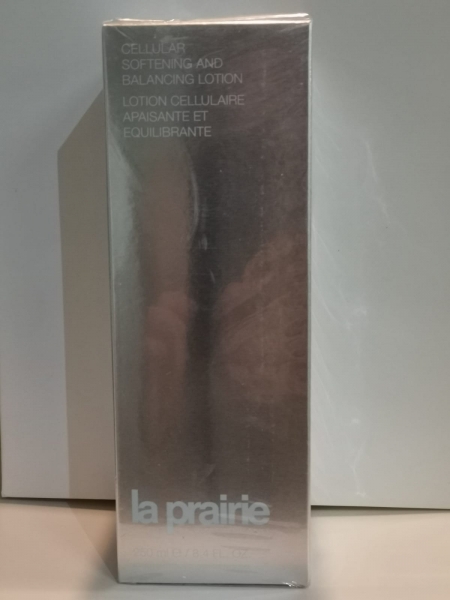 CELLULAR
SOFTENING AND
BALANCING LOTION
LOTION CELLULAIRE
APAISANTE ET
EQUILIBRANTE
la prairie